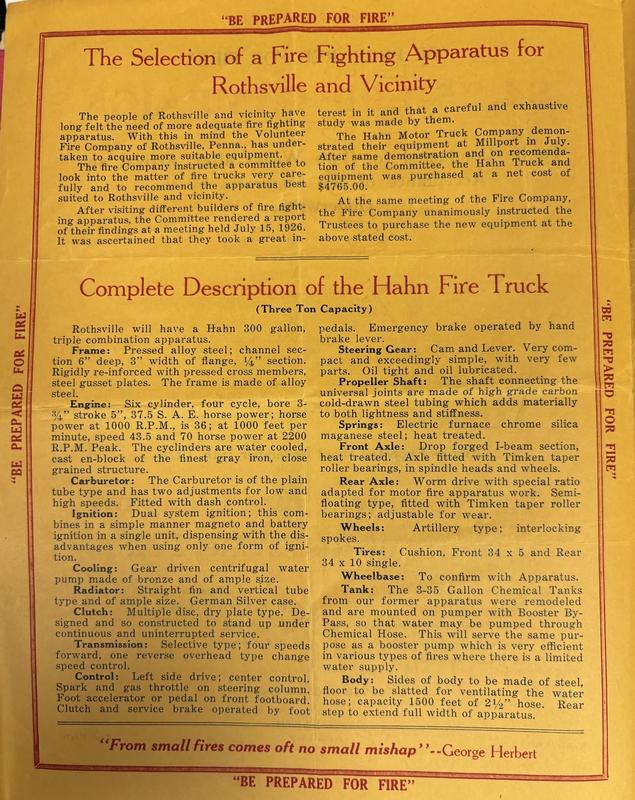 "BE PREPARED FOR FIRE"
The Selection of a Fire Fighting Apparatus for
Rothsville and Vicinity
The people of Rothsville and vicinity have
long felt the need of more adequate fire fighting
apparatus. With this in mind the Volunteer
Fire Company of Rothsville, Penna., has under-
taken to acquire more suitable equipment.
The fire Company instructed a committee to
look into the matter of fire trucks very care-
fully and to recommend the apparatus best
suited to Rothsville and vicinity.
After visiting different builders of fire fight-
ing apparatus, the Committee rendered a report
of their findings at a meeting held July 15, 1926.
It was ascertained that they took a great in-
terest in it and that a careful and exhaustive
study was made by them.
The Hahn Motor Truck Company demon-
strated their equipment at Millport in July.
After same demonstration and on recomenda-
tion of the Committee, the Hahn Truck and
equipment was purchased at a net cost of
$4765.00.
At the same meeting of the Fire Company,
the Fire Company unanimously instructed the
Trustees to purchase the new equipment at the
above stated cost.
Complete Description of the Hahn Fire Truck
(Three Ton Capacity)
Rothsville will have a Hahn 300 gallon,
triple combination apparatus.
Frame: Pressed alloy steel; channel sec-
tion 6" deep, 3" width of flange, ¼" section.
Rigidly re-inforced with pressed cross members,
steel gusset plates. The frame is made of alloy
steel.
Engine: Six cylinder, four cycle, bore 3-
¾" stroke 5", 37.5 S. A. E. horse power; horse
power at 1000 R.P.M., is 36; at 1000 feet per
minute, speed 43.5 and 70 horse power at 2200
R.P.M. Peak. The cyclinders are water cooled,
cast en-block of the finest gray iron, close
grained structure.
Carburetor: The Carburetor is of the plain
tube type and has two adjustments for low and
high speeds. Fitted with dash control.
Ignition: Dual system ignition; this com-
bines in a simple manner magneto and battery
ignition in a single unit, dispensing with the dis-
advantages when using only one form of igni-
tion.
Cooling: Gear driven centrifugal water
pump made of bronze and of ample size.
Radiator: Straight fin and vertical tube
type and of ample size. German Silver case.
Clutch: Multiple disc, dry plate type. De-
signed and so constructed to stand up under
continuous and uninterrupted service.
Transmission: Selective type; four speeds
forward, one reverse overhead type change
speed control.
Control: Left side drive; center control.
Spark and gas throttle on steering column.
Foot accelerator or pedal on front footboard.
Clutch and service brake operated by foot
pedals. Emergency brake operated by hand
brake lever.
Steering Gear: Cam and Lever. Very com-
pact and exceedingly simple, with very few
parts. Oil tight and oil lubricated.
Propeller Shaft: The shaft connecting the
universal joints are made of high grade carbon
cold-drawn steel tubing which adds materially
to both lightness and stiffness.
Springs: Electric furnace chrome silica
maganese steel; heat treated.
Front Axle: Drop forged I-beam section,
heat treated. Axle fitted with Timken taper
roller bearings, in spindle heads and wheels.
Rear Axle: Worm drive with special ratio
adapted for motor fire apparatus work. Semi-
floating type, fitted with Timken taper roller
bearings; adjustable for wear.
Wheels: Artillery type; interlocking
spokes.
Tires: Cushion, Front 34 x 5 and Rear
34 x 10 single.
Wheelbase: To confirm with Apparatus.
Tank: The 3-35 Gallon Chemical Tanks
from our former apparatus were remodeled
and are mounted on pumper with Booster By-
Pass, so that water may be pumped through
Chemical Hose. This will serve the same pur-
pose as a booster pump which is very efficient
in various types of fires where there is a limited
water supply.
Body: Sides of body to be made of steel,
floor to be slatted for ventilating the water
hose; capacity 1500 feet of 2½" hose. Rear
step to extend full width of apparatus.
"From small fires comes oft no small mishap"--George Herbert
"BE PREPARED FOR FIRE"
"BE PREPARED FOR FIRE"
"BE PREPARED FOR FIRE"